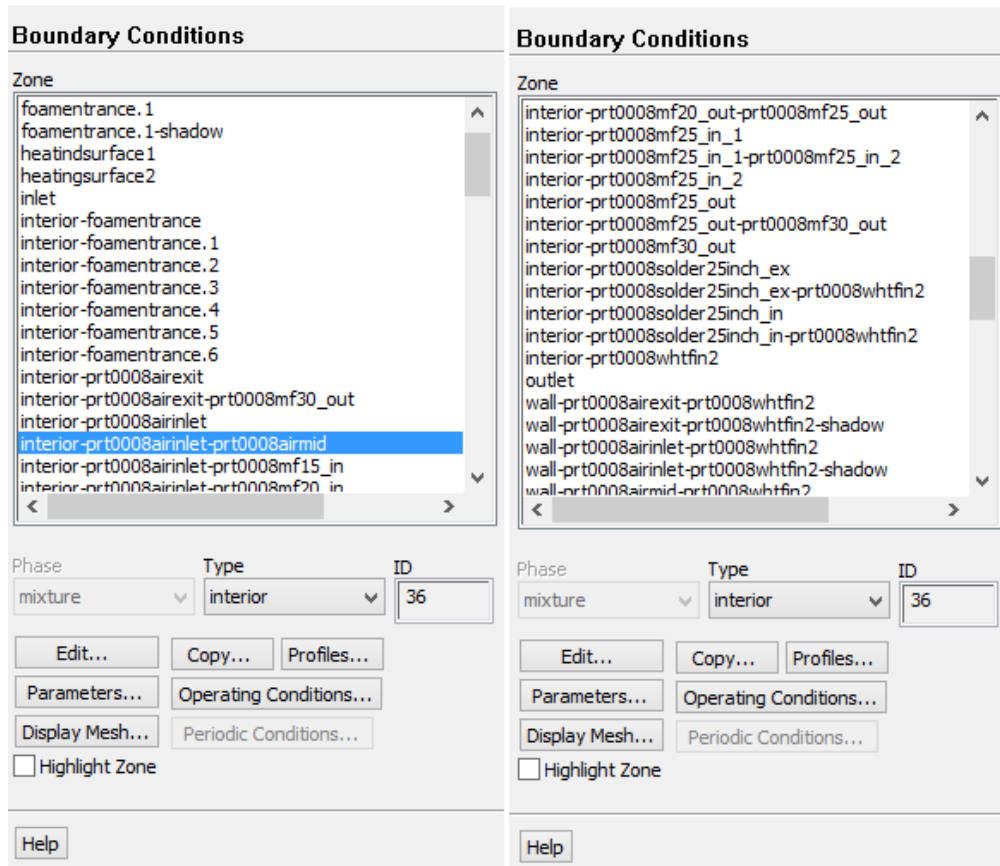 Boundary Conditions
Zone
foamentrance.1
foamentrance.1-shadow
heatindsurface1
heatingsurface2
inlet
interior-foamentrance
interior-foamentrance.1
interior-foamentrance.2
interior-foamentrance.3
interior-foamentrance.4
interior-foamentrance.5
interior-foamentrance.6
interior-prt0008airexit
interior-prt0008airexit-prt0008mf30_out
interior-prt0008airinlet
interior-prt0008airinlet-prt0008airmid
interior-prt0008airinlet-prt0008mf15_in
interior-prt0008airinlet-prt0008mf20_in
Phase
Type
ID
mixture
interior
36
Edit...
Copy...
Profiles...
Parameters...
Operating Conditions...
Display Mesh...
Periodic Conditions...
Highlight Zone
Help
Boundary Conditions
Zone
interior-prt0008mf20_out-prt0008mf25_out
interior-prt0008mf25_in_1
interior-prt0008mf25_in_1-prt0008mf25_in_2
interior-prt0008mf25_in_2
interior-prt0008mf25_out
interior-prt0008mf25_out-prt0008mf30_out
interior-prt0008mf30_out
interior-prt0008solder25inch_ex
interior-prt0008solder25inch_ex-prt0008whtfin2
interior-prt0008solder25inch_in
interior-prt0008solder25inch_in-prt0008whtfin2
interior-prt0008whtfin2
outlet
wall-prt0008airexit-prt0008whtfin2
wall-prt0008airexit-prt0008whtfin2-shadow
wall-prt0008airinlet-prt0008whtfin2
wall-prt0008airinlet-prt0008whtfin2-shadow
wall-prt0008airmid-prt0008whtfin2
Phase
Type
ID
mixture
interior
36
Edit...
Copy...
Profiles...
Parameters...
Operating Conditions...
Display Mesh...
Periodic Conditions...
Highlight Zone
Help